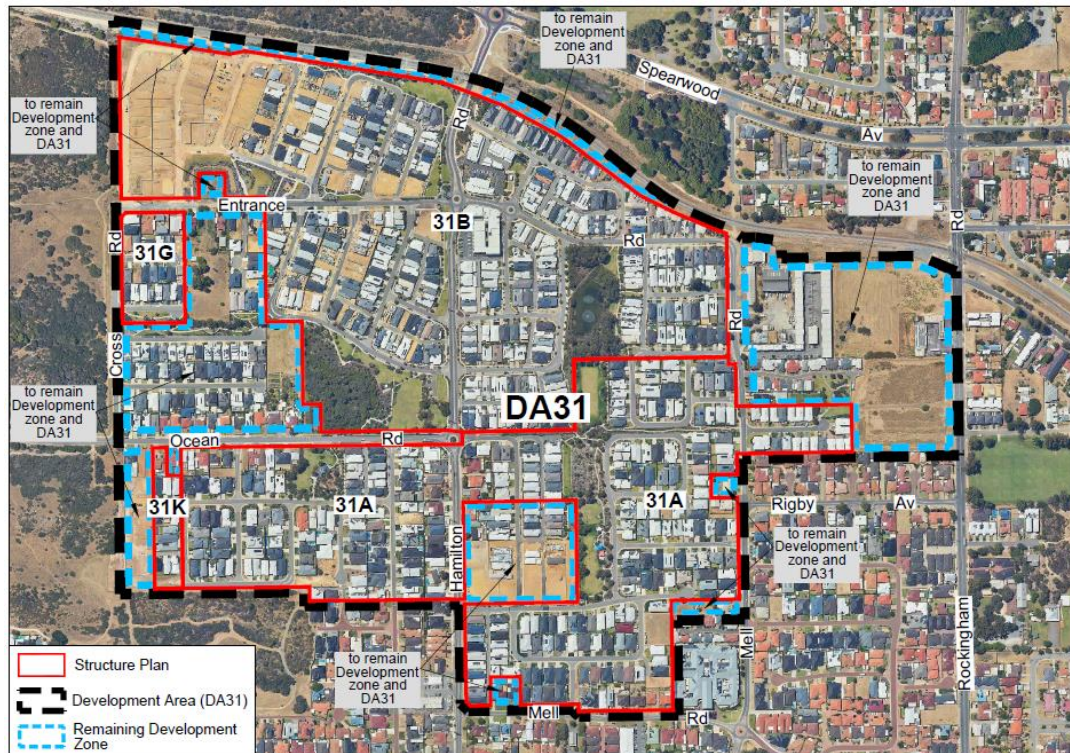 to remain
Development
zone and
DA31
Spearwood
Av
to remain
Development
zone and
DA31
Rd
to remain
Development
zone and
DA31
Entrance
31B
Rd
Rd
Rd
31G
Rd
Cross
to remain
Development
zone and
DA31
DA31
Ocean
Rd
31K
31A
31A
Rigby
Av
Hamilton
to remain
Development
zone and
DA31
Mell
Rockingham
to remain
Development
zone and
DA31
Mell
Rd
Structure Plan
Development Area (DA31)
Remaining Development
Zone